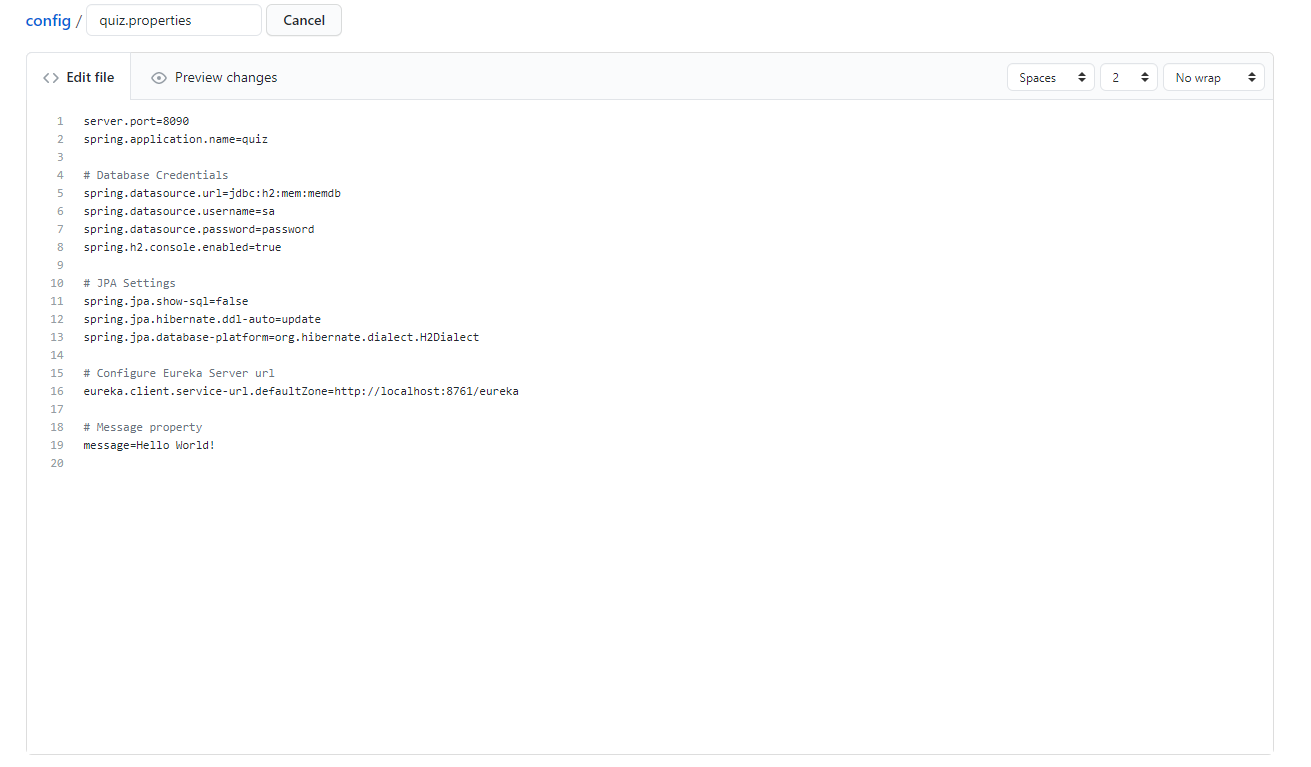 config / quiz.properties Cancel
<> Edit file Preview changes Spaces 2 No wrap
1 server.port=8090
2 spring.application.name=quiz
3
4 # Database Credentials
5 spring.datasource.url=jdbc:h2:mem:memdb
6 spring.datasource.username=sa
7 spring.datasource.password=password
8 spring.h2.console.enabled=true
9
10 # JPA Settings
11 spring.jpa.show-sql=false
12 spring.jpa.hibernate.ddl-auto=update
13 spring.jpa.database-platform=org.hibernate.dialect.H2Dialect
14
15 # Configure Eureka Server url
16 eureka.client.service-url.defaultZone=http://localhost:8761/eureka
17
18 # Message property
19 message=Hello World!
20